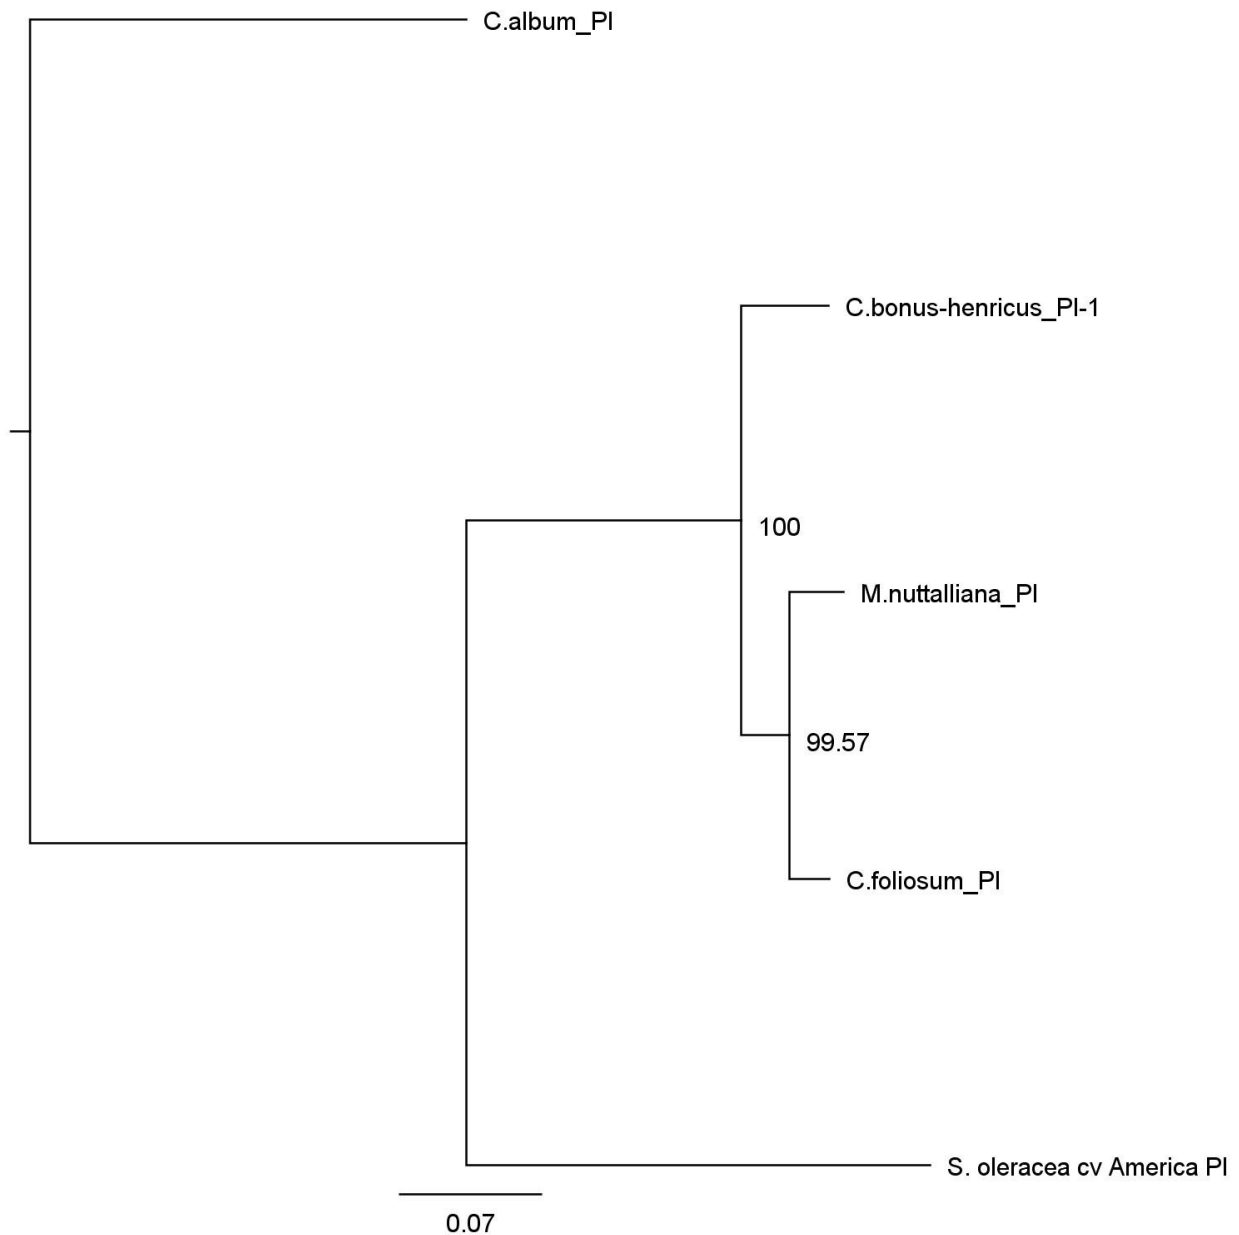 C.album_PI
C.bonus-henricus_PI-1
100
M.nuttalliana_PI
99.57
C.foliosum_PI
S. oleracea cv America PI
0.07